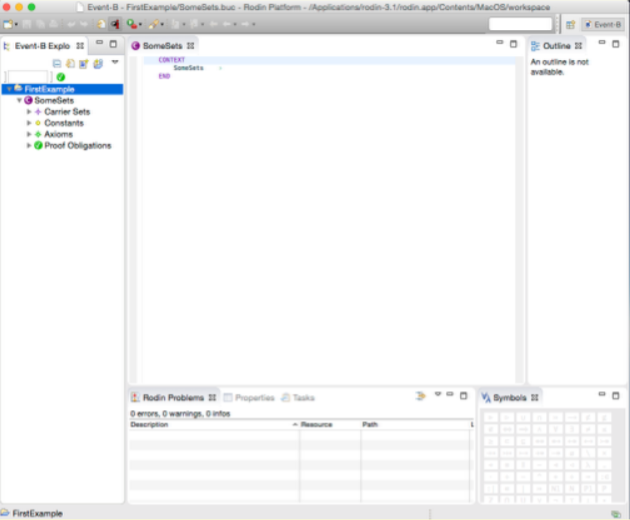 Event-B - FirstExample/SomeSets.buc - Rodin Platform - /Applications/rodin-3.1/rodin.app/Contents/MacOS/workspace
Event-B
Event-B Explo
FirstExample
SomeSets
Carrier Sets
Constants
Axioms
Proof Obligations
SomeSets
CONTEXT
SomeSets
END
Outline
An outline is not
available.
Rodin Problems
Properties
Tasks
0 errors, 0 warnings, 0 infos
Description
Resource
Path
L
Symbols
FirstExample